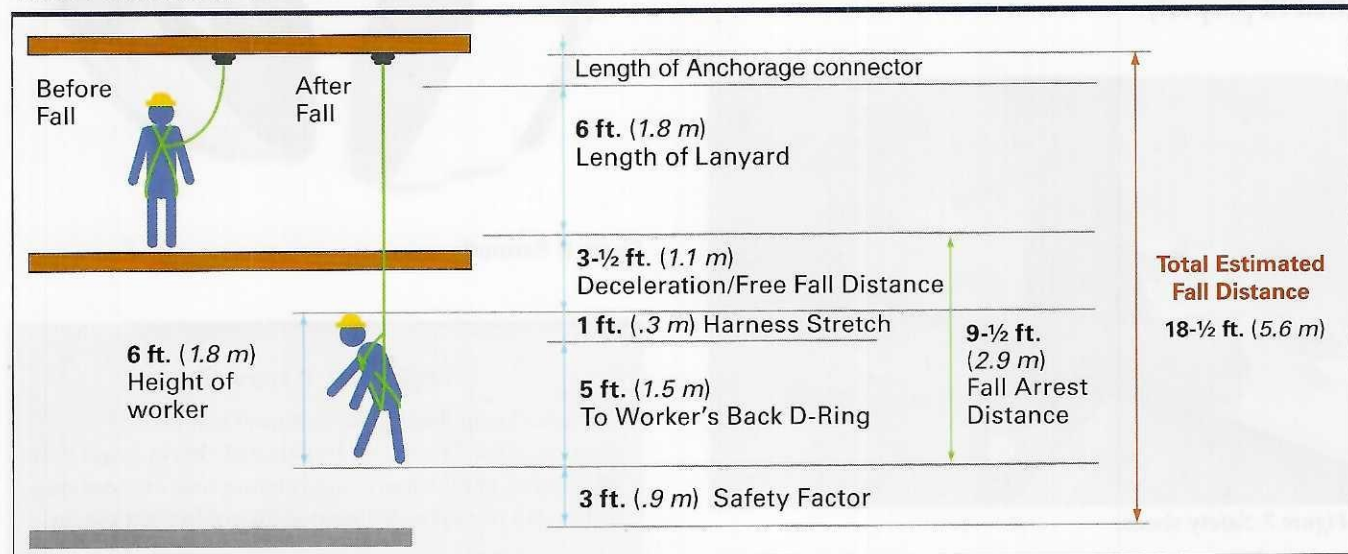 Before
Fall
After
Fall
Length of Anchorage connector
6 ft. (1.8 m)
Length of Lanyard
3-½ ft. (1.1 m)
Deceleration/Free Fall Distance
1 ft. (.3 m) Harness Stretch
6 ft. (1.8 m)
Height of
worker
5 ft. (1.5 m)
To Worker's Back D-Ring
9-½ ft.
(2.9 m)
Fall Arrest
Distance
3 ft. (.9 m) Safety Factor
Total Estimated
Fall Distance
18-½ ft. (5.6 m)